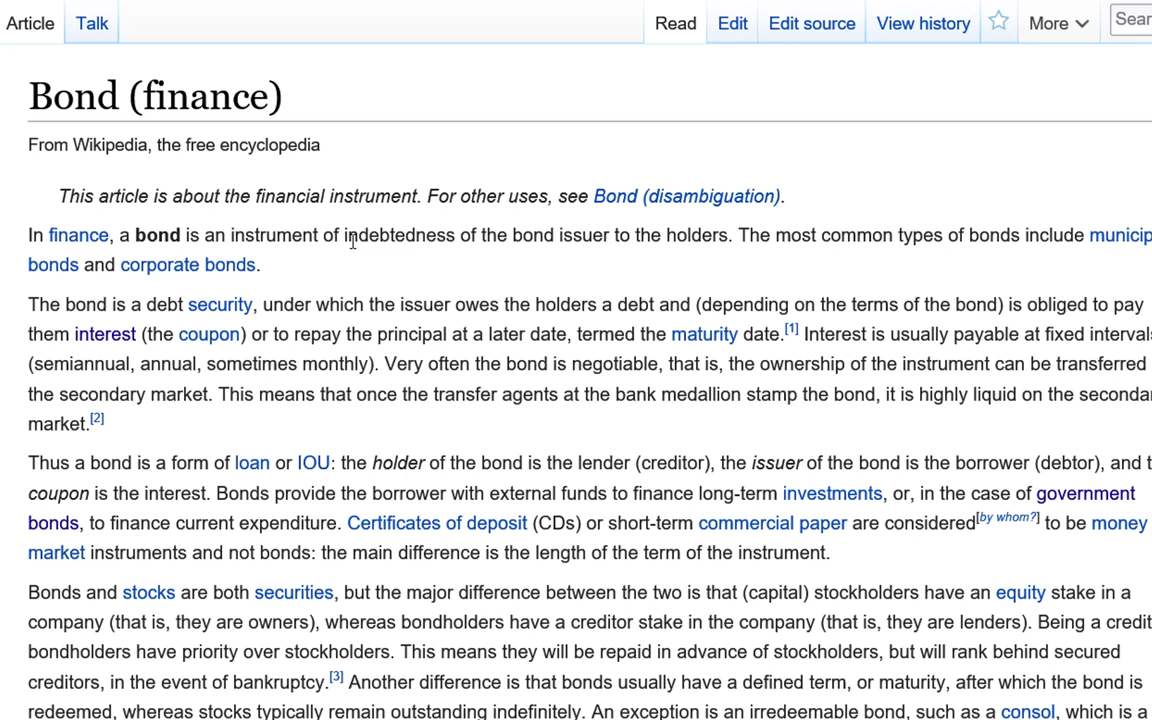 Article Talk Read Edit Edit source View history More Sear
Bond (finance)
From Wikipedia, the free encyclopedia
This article is about the financial instrument. For other uses, see Bond (disambiguation).
In finance, a bond is an instrument of indebtedness of the bond issuer to the holders. The most common types of bonds include municip
bonds and corporate bonds.
The bond is a debt security, under which the issuer owes the holders a debt and (depending on the terms of the bond) is obliged to pay
them interest (the coupon) or to repay the principal at a later date, termed the maturity date.[1] Interest is usually payable at fixed intervals
(semiannual, annual, sometimes monthly). Very often the bond is negotiable, that is, the ownership of the instrument can be transferred
the secondary market. This means that once the transfer agents at the bank medallion stamp the bond, it is highly liquid on the seconda
market.[2]
Thus a bond is a form of loan or IOU: the holder of the bond is the lender (creditor), the issuer of the bond is the borrower (debtor), and t
coupon is the interest. Bonds provide the borrower with external funds to finance long-term investments, or, in the case of government
bonds, to finance current expenditure. Certificates of deposit (CDs) or short-term commercial paper are considered[by whom?] to be money
market instruments and not bonds: the main difference is the length of the term of the instrument.
Bonds and stocks are both securities, but the major difference between the two is that (capital) stockholders have an equity stake in a
company (that is, they are owners), whereas bondholders have a creditor stake in the company (that is, they are lenders). Being a credit
bondholders have priority over stockholders. This means they will be repaid in advance of stockholders, but will rank behind secured
creditors, in the event of bankruptcy.[3] Another difference is that bonds usually have a defined term, or maturity, after which the bond is
redeemed, whereas stocks typically remain outstanding indefinitely. An exception is an irredeemable bond, such as a consol, which is a